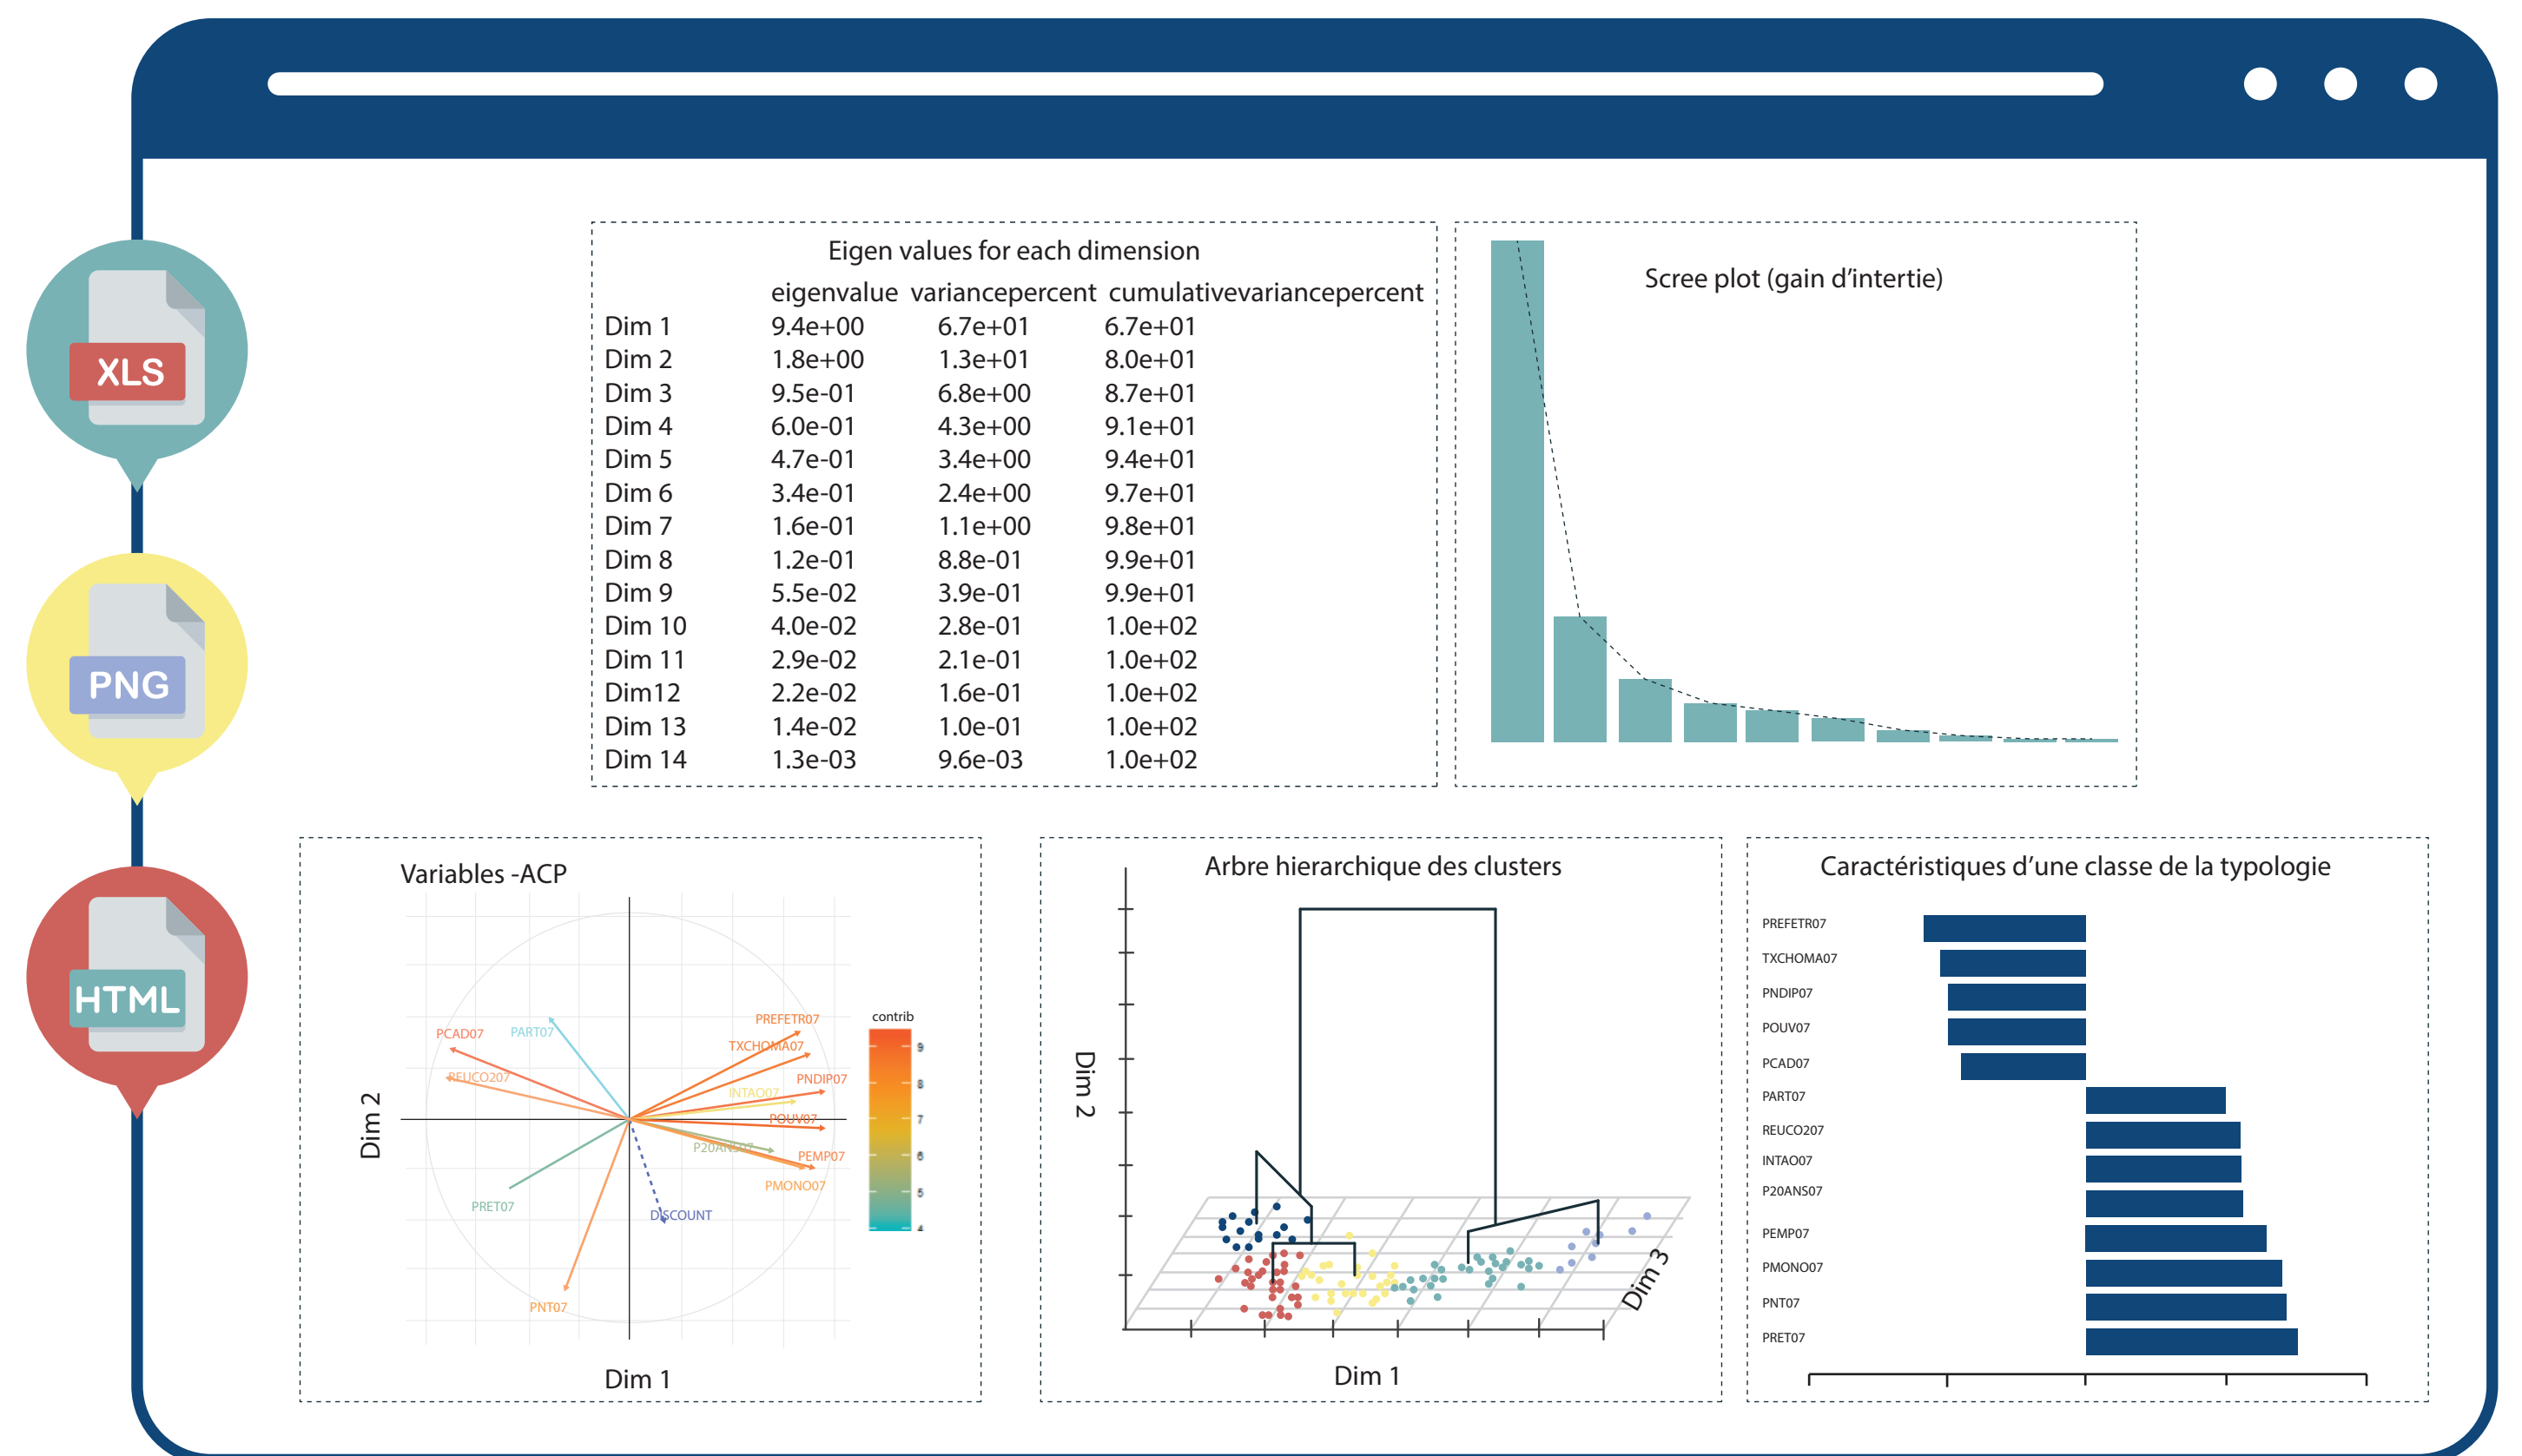 XLS
PNG
HTML
Eigen values for each dimension
eigenvalue variancepercent cumulativevariancepercent
Dim 1 9.4e+00 6.7e+01 6.7e+01
Dim 2 1.8e+00 1.3e+01 8.0e+01
Dim 3 9.5e-01 6.8e+00 8.7e+01
Dim 4 6.0e-01 4.3e+00 9.1e+01
Dim 5 4.7e-01 3.4e+00 9.4e+01
Dim 6 3.4e-01 2.4e+00 9.7e+01
Dim 7 1.6e-01 1.1e+00 9.8e+01
Dim 8 1.2e-01 8.8e-01 9.9e+01
Dim 9 5.5e-02 3.9e-01 9.9e+01
Dim 10 4.0e-02 2.8e-01 1.0e+02
Dim 11 2.9e-02 2.1e-01 1.0e+02
Dim12 2.2e-02 1.6e-01 1.0e+02
Dim 13 1.4e-02 1.0e-01 1.0e+02
Dim 14 1.3e-03 9.6e-03 1.0e+02
Scree plot (gain d'intertie)
Variables -ACP
PREFETR07
PCAD07
PART07
TXCHOMA07
REUCO207
PNDIP07
INTAO07
POUV07
P20ANS07
PEMP07
PMONO07
PRET07
DISCOUNT
PNT07
Dim 2
Dim 1
contrib
9
8
7
6
5
4
Arbre hierarchique des clusters
Dim 2
Dim 3
Dim 1
Caractéristiques d'une classe de la typologie
PREFETR07
TXCHOMA07
PNDIP07
POUV07
PCAD07
PART07
REUCO207
INTAO07
P20ANS07
PEMP07
PMONO07
PNT07
PRET07